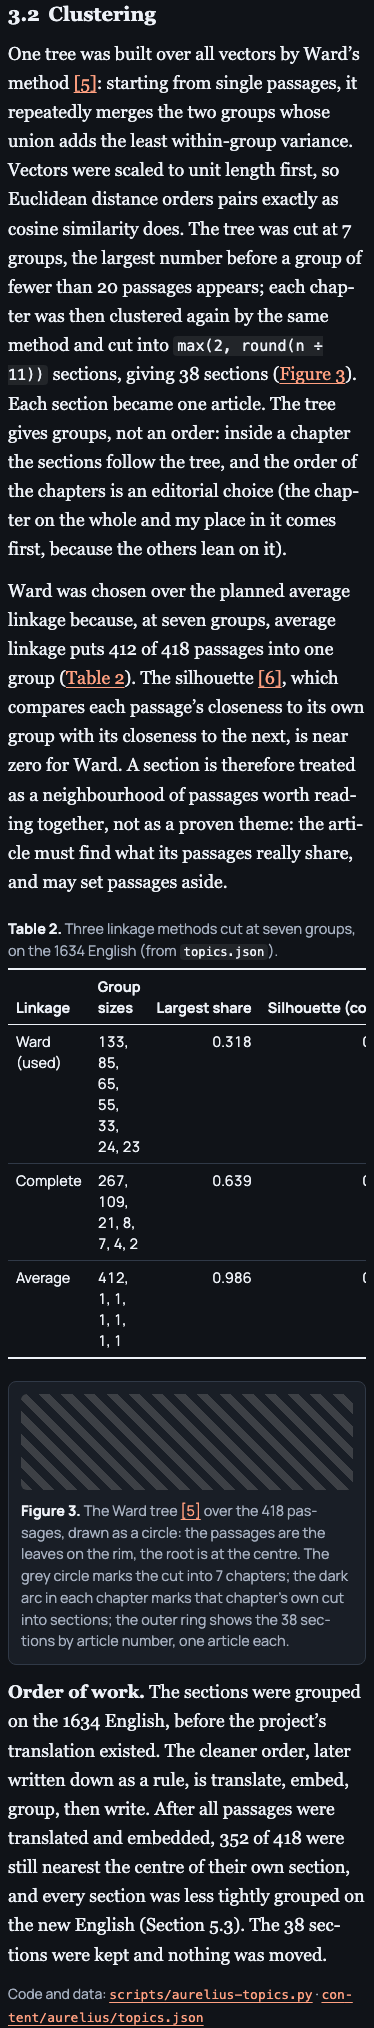 3.2 Clustering
One tree was built over all vectors by Ward's
method [5]: starting from single passages, it
repeatedly merges the two groups whose
union adds the least within-group variance.
Vectors were scaled to unit length first, so
Euclidean distance orders pairs exactly as
cosine similarity does. The tree was cut at 7
groups, the largest number before a group of
fewer than 20 passages appears; each chap-
ter was then clustered again by the same
method and cut into max(2, round(n ÷
11)) sections, giving 38 sections (Figure 3).
Each section became one article. The tree
gives groups, not an order: inside a chapter
the sections follow the tree, and the order of
the chapters is an editorial choice (the chap-
ter on the whole and my place in it comes
first, because the others lean on it).
Ward was chosen over the planned average
linkage because, at seven groups, average
linkage puts 412 of 418 passages into one
group (Table 2). The silhouette [6], which
compares each passage's closeness to its own
group with its closeness to the next, is near
zero for Ward. A section is therefore treated
as a neighbourhood of passages worth read-
ing together, not as a proven theme: the arti-
cle must find what its passages really share,
and may set passages aside.
Table 2. Three linkage methods cut at seven groups,
on the 1634 English (from topics.json).
Group
Linkage sizes Largest share Silhouette (co
Ward 133, 0.318
(used) 85,
65,
55,
33,
24, 23
Complete 267, 0.639
109,
21, 8,
7, 4, 2
Average 412, 0.986
1, 1,
1, 1,
1, 1
Figure 3. The Ward tree [5] over the 418 pas-
sages, drawn as a circle: the passages are the
leaves on the rim, the root is at the centre. The
grey circle marks the cut into 7 chapters; the dark
arc in each chapter marks that chapter's own cut
into sections; the outer ring shows the 38 sec-
tions by article number, one article each.
Order of work. The sections were grouped
on the 1634 English, before the project's
translation existed. The cleaner order, later
written down as a rule, is translate, embed,
group, then write. After all passages were
translated and embedded, 352 of 418 were
still nearest the centre of their own section,
and every section was less tightly grouped on
the new English (Section 5.3). The 38 sec-
tions were kept and nothing was moved.
Code and data: scripts/aurelius-topics.py · con-
tent/aurelius/topics.json